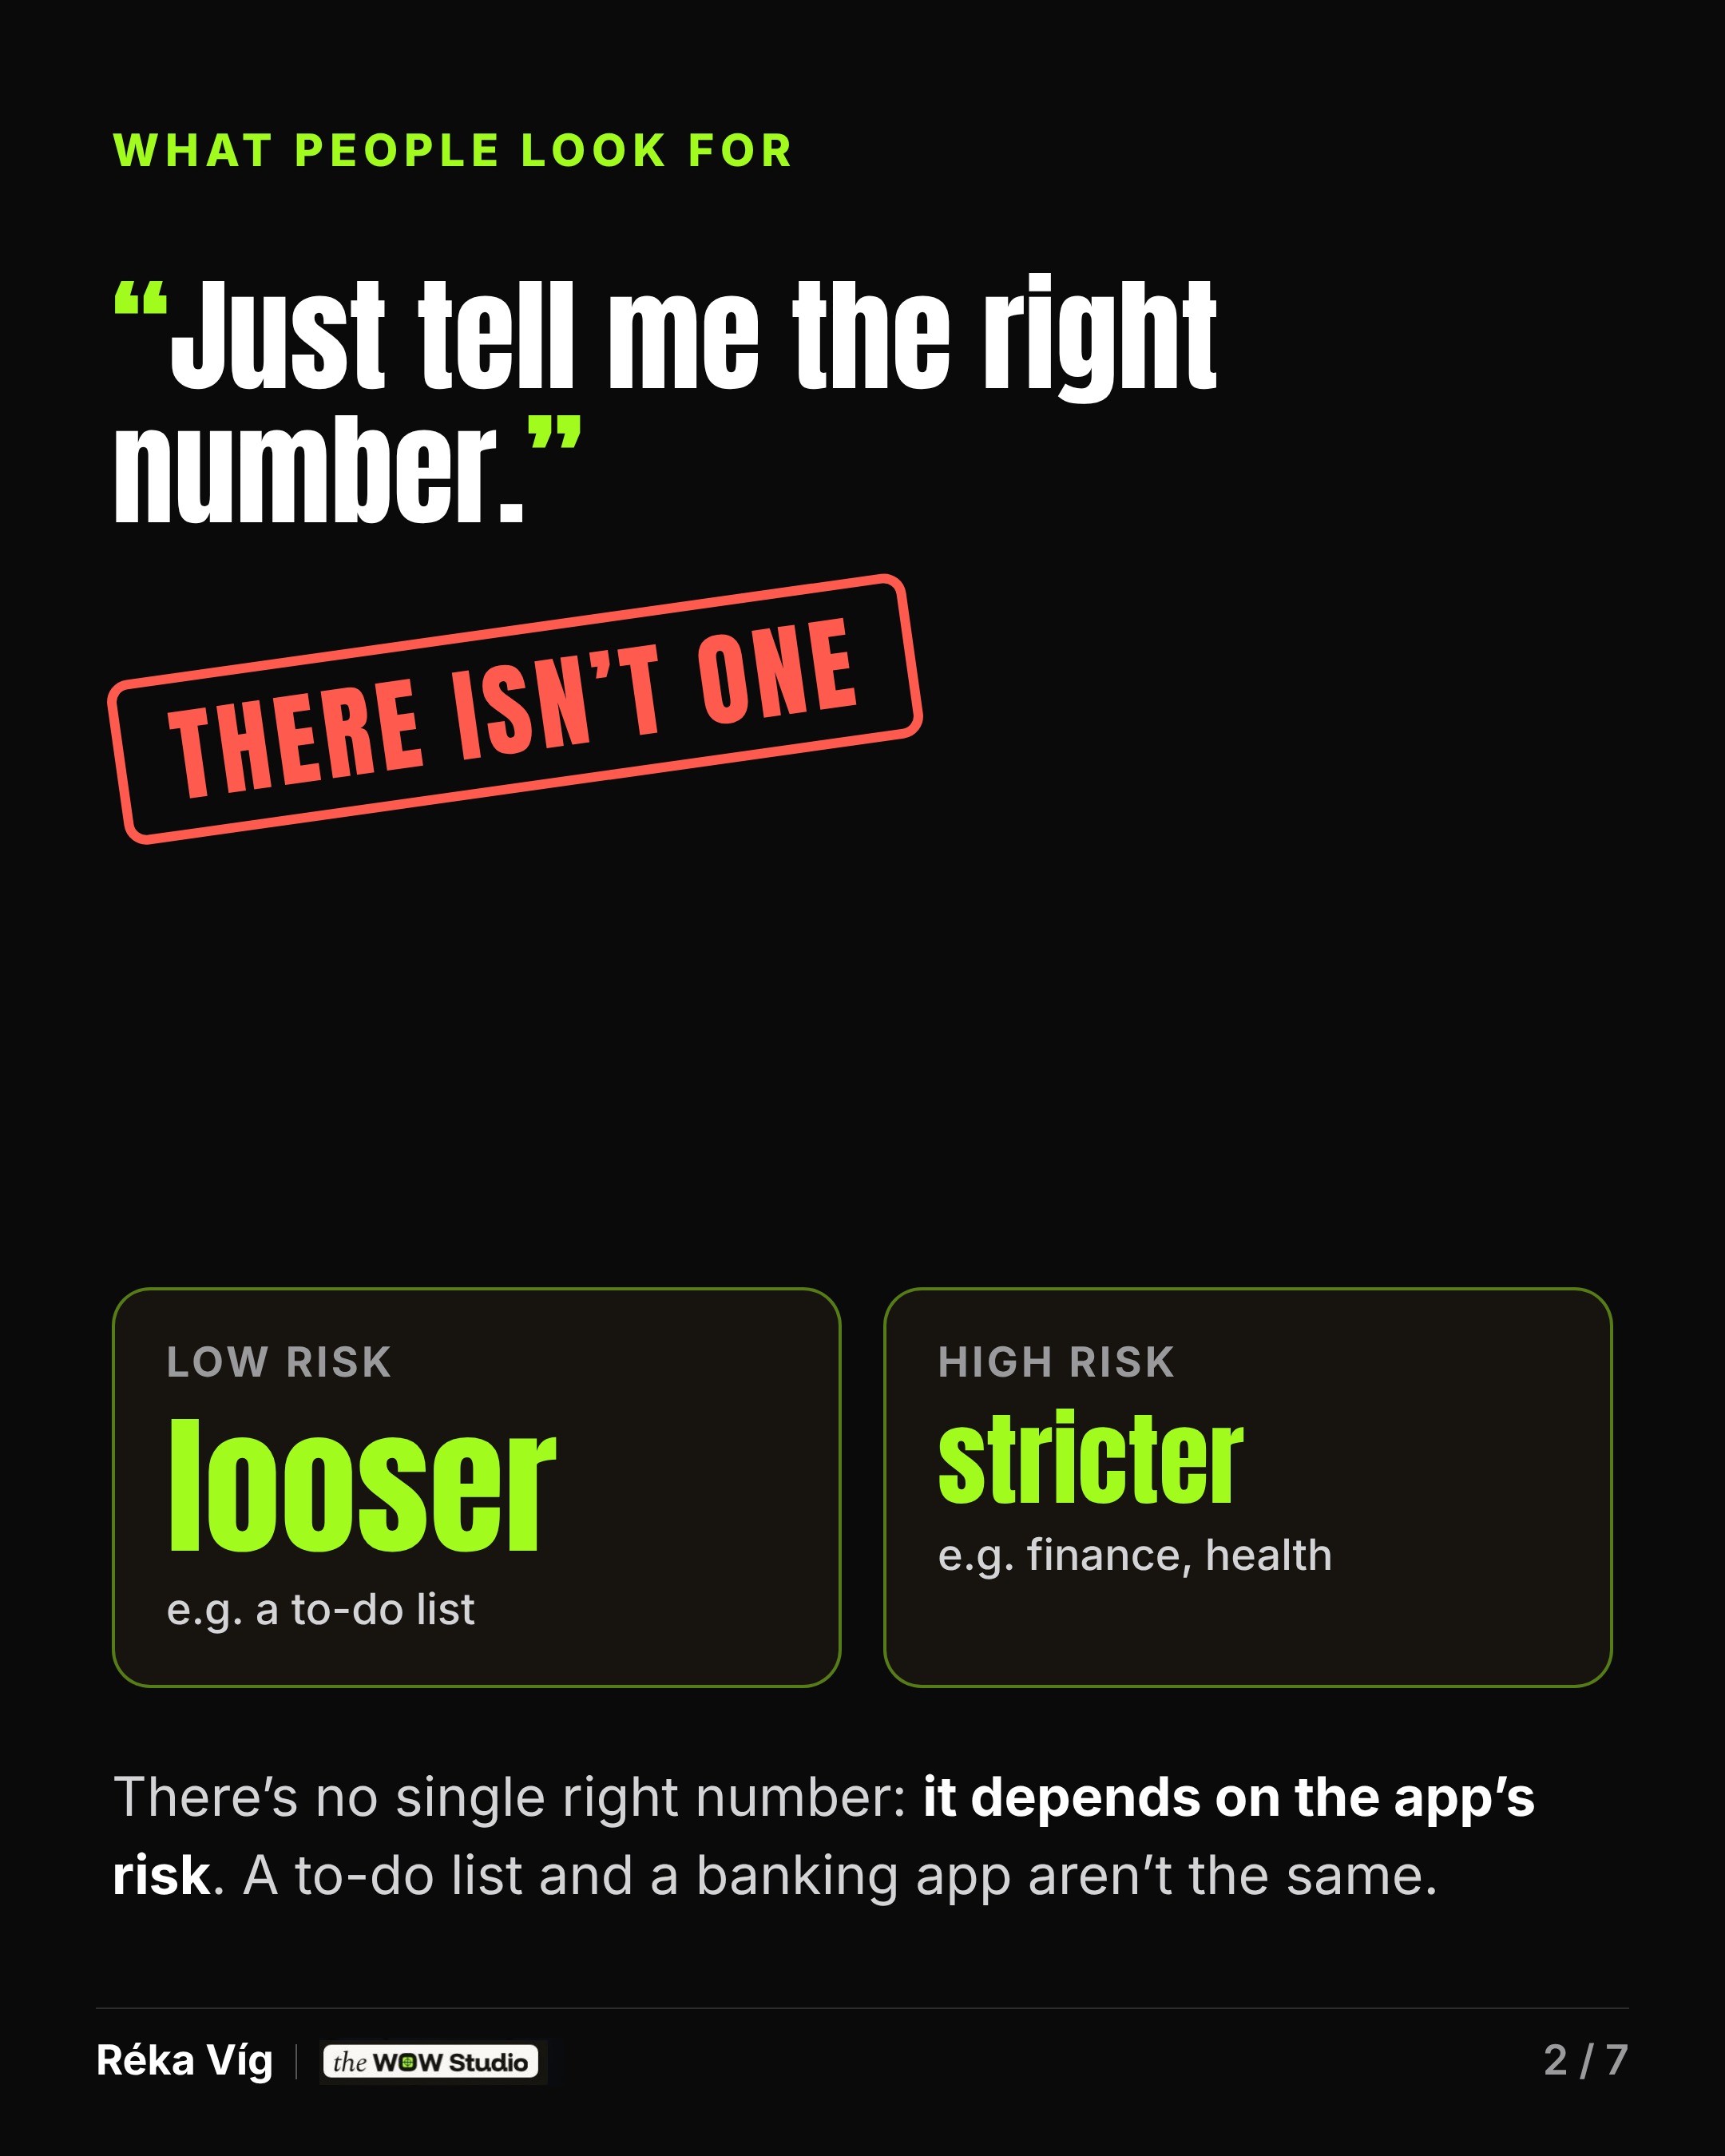 WHAT PEOPLE LOOK FOR
“Just tell me the right
number.”
THERE ISN’T ONE
LOW RISK
looser
e.g. a to-do list
HIGH RISK
stricter
e.g. finance, health
There’s no single right number: it depends on the app’s
risk. A to-do list and a banking app aren’t the same.
Réka Víg
the WOW Studio
2 / 7